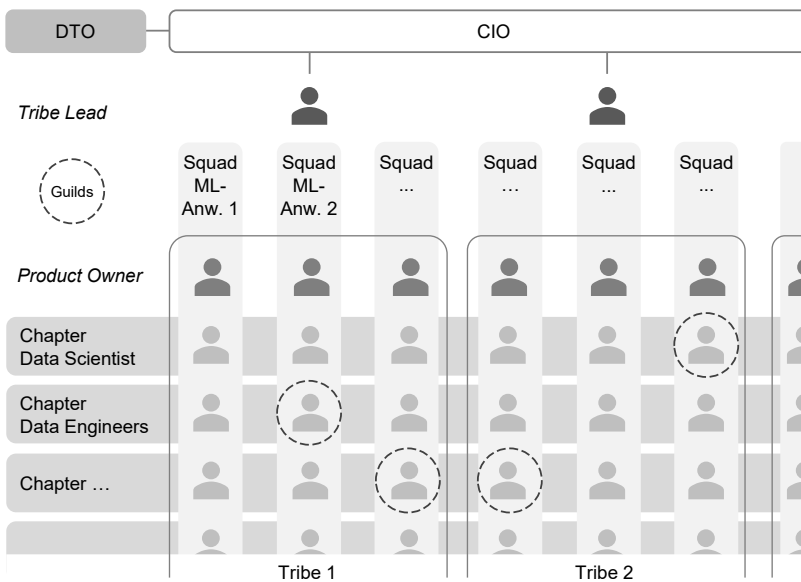 DTO
CIO
Tribe Lead
Guilds
Squad
ML-
Anw. 1
Squad
ML-
Anw. 2
Squad
...
Squad
...
Squad
...
Squad
...
Product Owner
Chapter
Data Scientist
Chapter
Data Engineers
Chapter ...
Tribe 1
Tribe 2